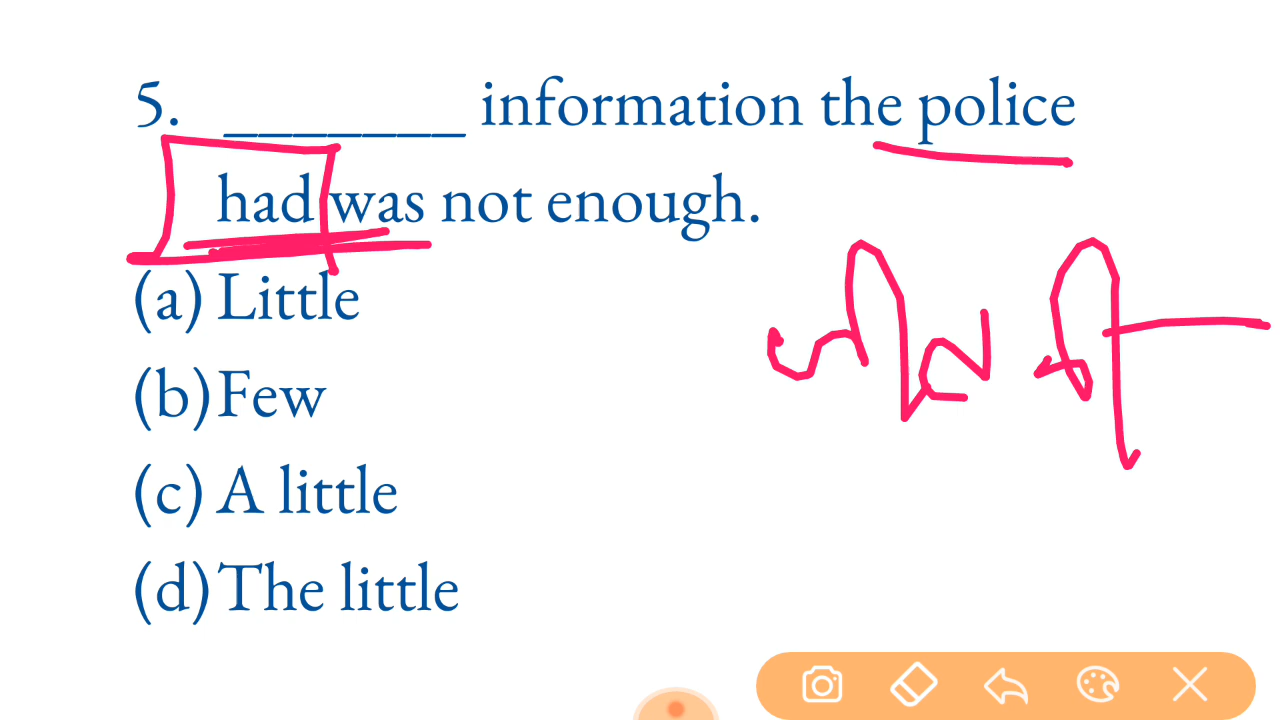 5. _______ information the police
had was not enough.
(a) Little
(b) Few
(c) A little
(d) The little